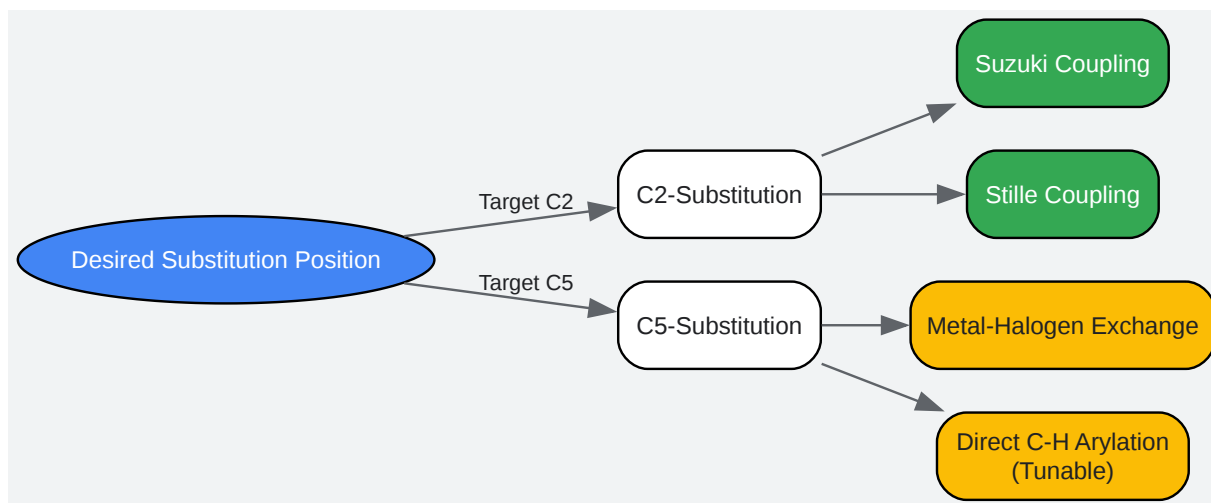 Desired Substitution Position
Target C2
Target C5
C2-Substitution
C5-Substitution
Suzuki Coupling
Stille Coupling
Metal-Halogen Exchange
Direct C-H Arylation
(Tunable)